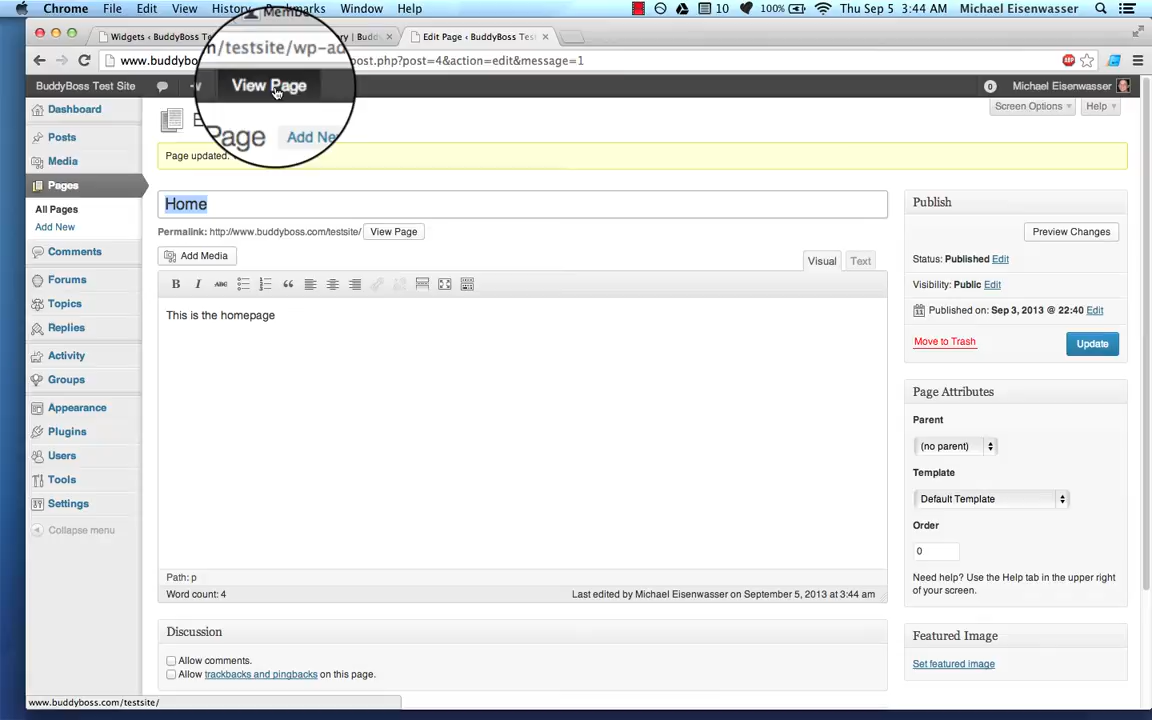 Chrome File Edit View History Bookmarks Window Help
10 100% Thu Sep 5 3:44 AM Michael Eisenwasser
Membe
Widgets ‹ BuddyBoss Test
ry | Budd
Edit Page ‹ BuddyBoss Tes
www.buddybo
n/testsite/wp-ad
ost.php?post=4&action=edit&message=1
BuddyBoss Test Site
View Page
0 Michael Eisenwasser
Screen Options Help
Dashboard
Posts
Media
Pages
All Pages
Add New
Comments
Forums
Topics
Replies
Activity
Groups
Appearance
Plugins
Users
Tools
Settings
Collapse menu
E
Page Add Ne
Page updated.
Home
Permalink: http://www.buddyboss.com/testsite/ View Page
Add Media
Visual Text
B I ABC
This is the homepage
Path: p
Word count: 4 Last edited by Michael Eisenwasser on September 5, 2013 at 3:44 am
Discussion
Allow comments.
Allow trackbacks and pingbacks on this page.
Publish
Preview Changes
Status: Published Edit
Visibility: Public Edit
Published on: Sep 3, 2013 @ 22:40 Edit
Move to Trash Update
Page Attributes
Parent
(no parent)
Template
Default Template
Order
0
Need help? Use the Help tab in the upper right
of your screen.
Featured Image
Set featured image
www.buddyboss.com/testsite/